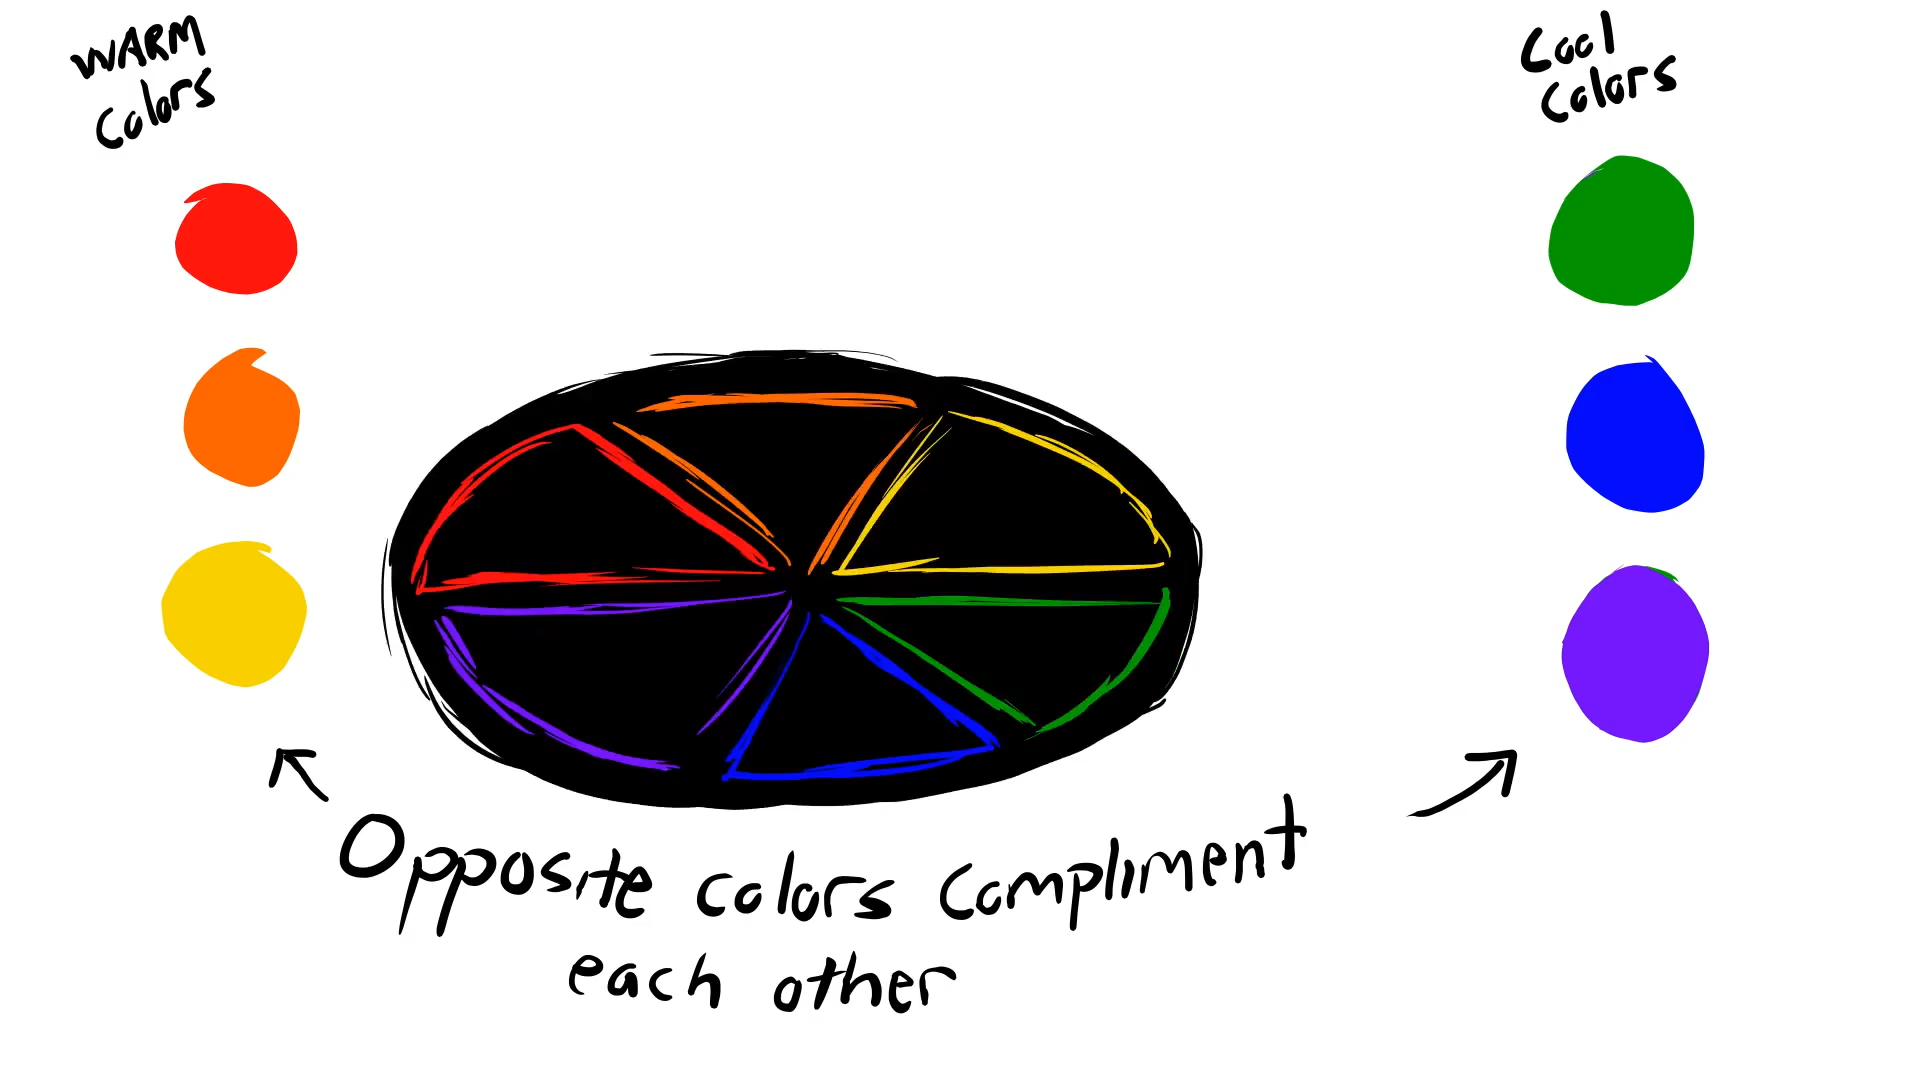 WARM
Colors
Cool
Colors
Opposite colors compliment
each other